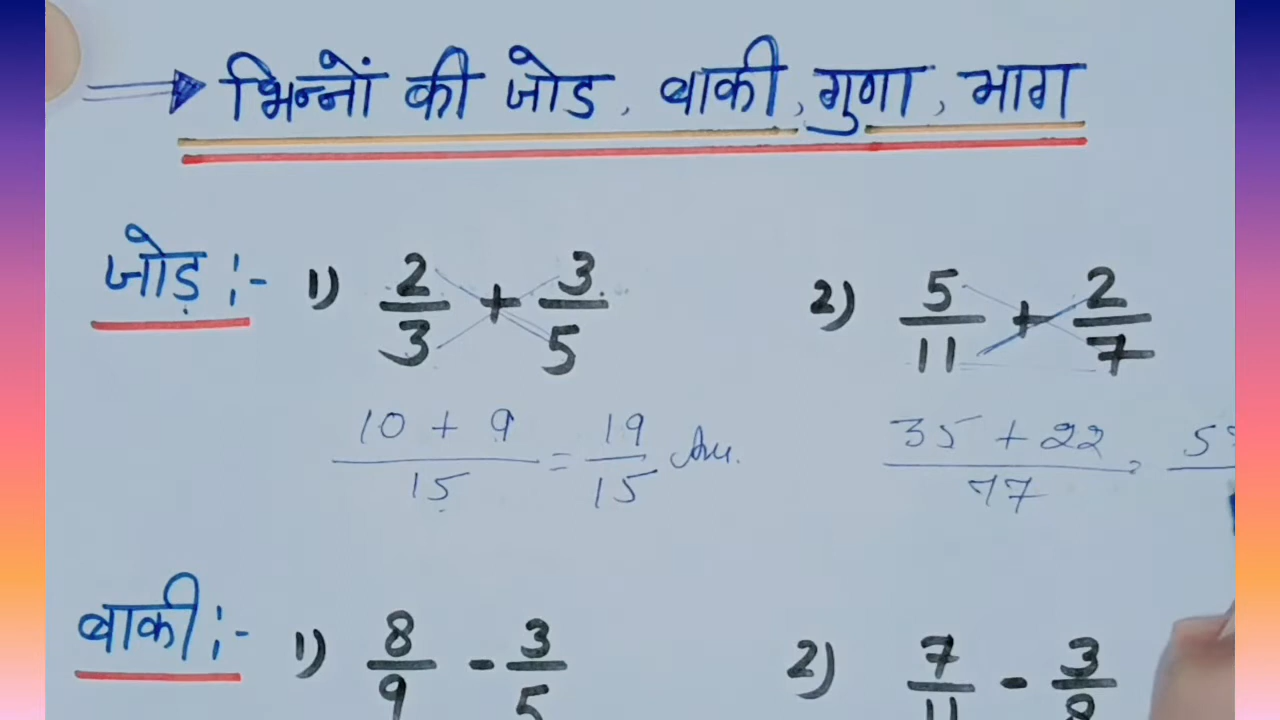 भिन्नों की जोड, बाकी, गुणा, भाग
जोड़ :- 1) 2/3 + 3/5 2) 5/11 + 2/7
10 + 9 / 15 = 19/15 Ans. 35 + 22 / 77 =
बाकी :- 1) 8/9 - 3/5 2) 7/11 - 3/8